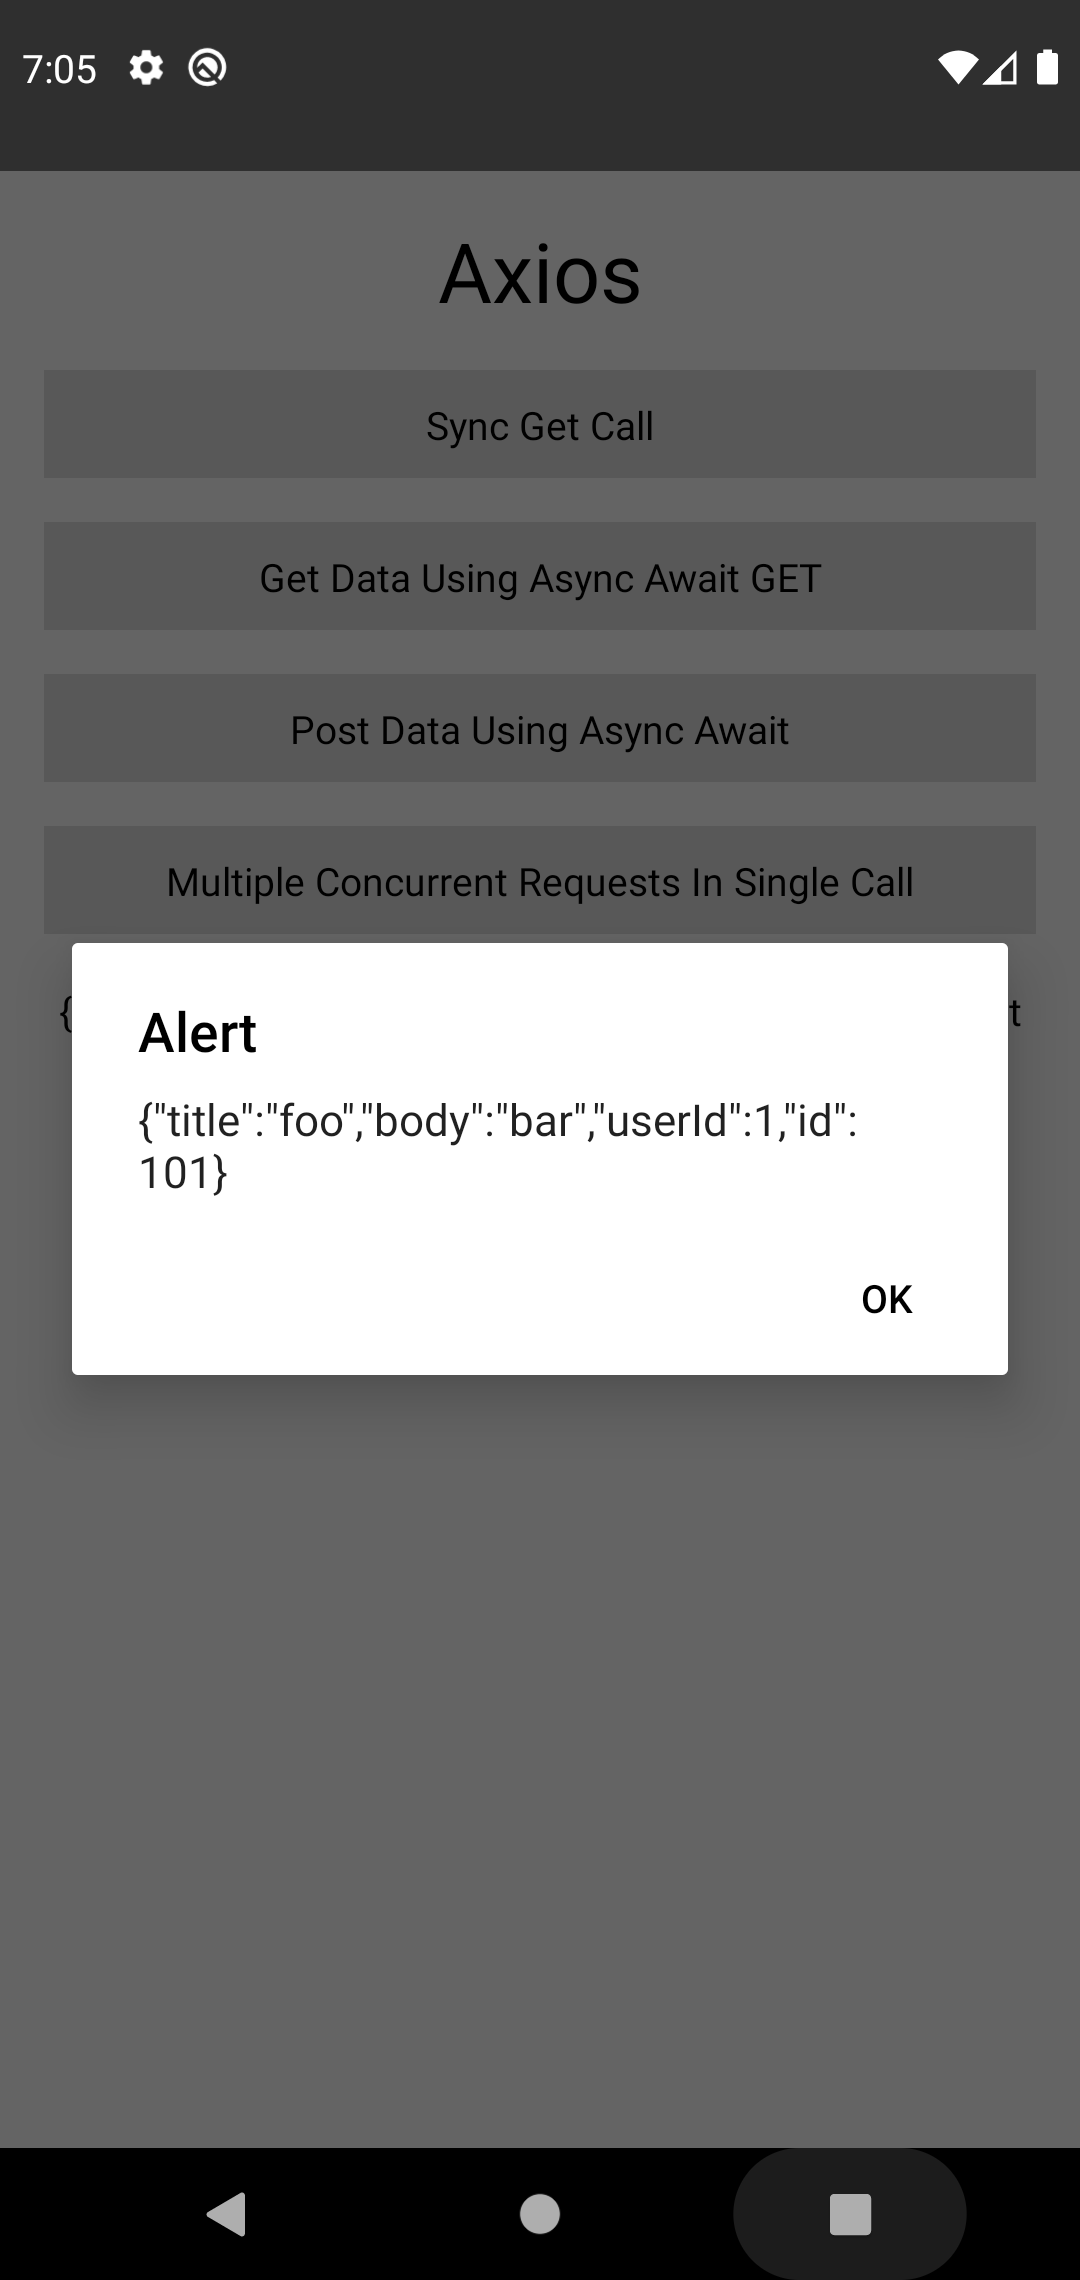 7:05
Axios
Sync Get Call
Get Data Using Async Await GET
Post Data Using Async Await
Multiple Concurrent Requests In Single Call
{ t
Alert
{"title":"foo","body":"bar","userId":1,"id":
101}
OK